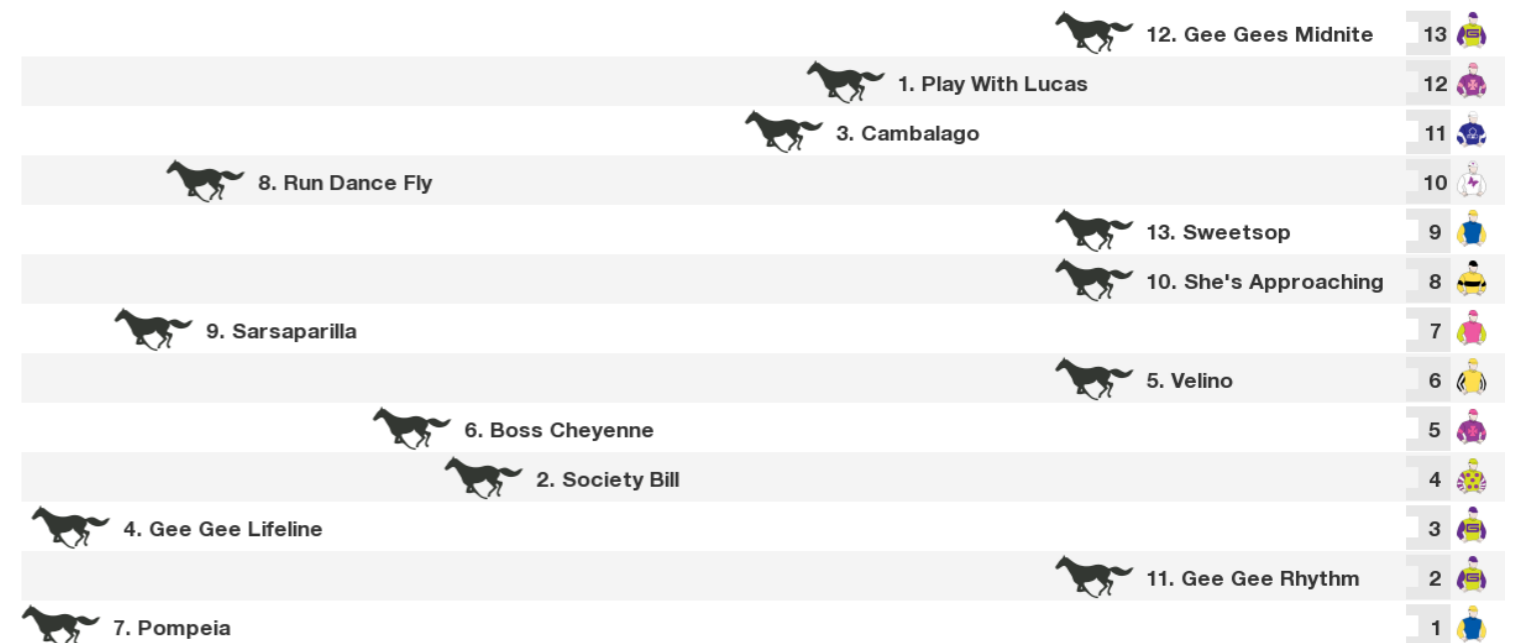 12. Gee Gees Midnite 13
1. Play With Lucas 12
3. Cambalago 11
8. Run Dance Fly 10
13. Sweetsop 9
10. She's Approaching 8
9. Sarsaparilla 7
5. Velino 6
6. Boss Cheyenne 5
2. Society Bill 4
4. Gee Gee Lifeline 3
11. Gee Gee Rhythm 2
7. Pompeia 1